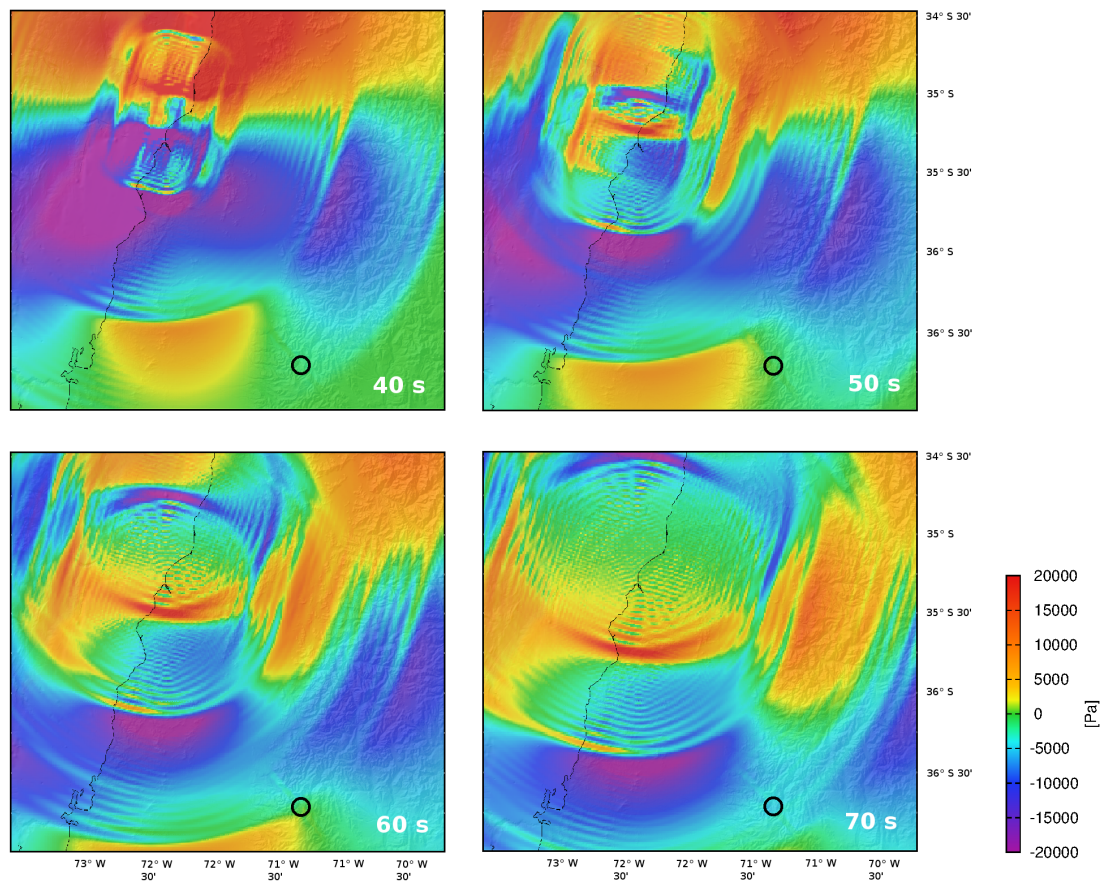 34° S 30'
35° S
35° S 30'
36° S
36° S 30'
40 s
50 s
34° S 30'
35° S
35° S 30'
36° S
36° S 30'
60 s
70 s
73° W
72° W
30'
72° W
71° W
30'
71° W
70° W
30'
73° W
72° W
30'
72° W
71° W
30'
71° W
70° W
30'
20000
15000
10000
5000
0
-5000
-10000
-15000
-20000
[Pa]